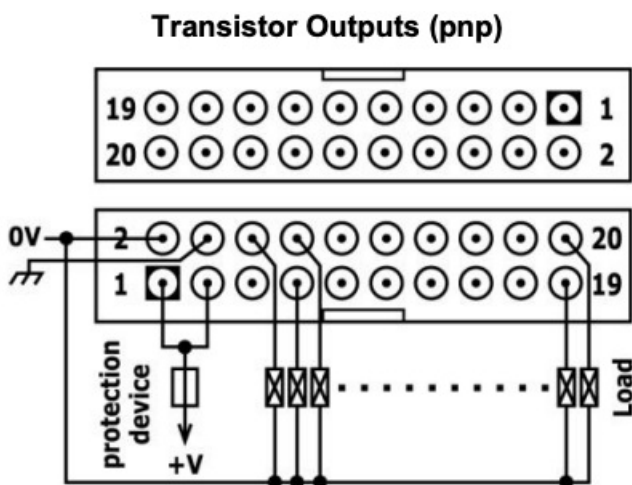 Transistor Outputs (pnp)
19 1
20 2
0V 2 20
1 19
protection
device
Load
+V